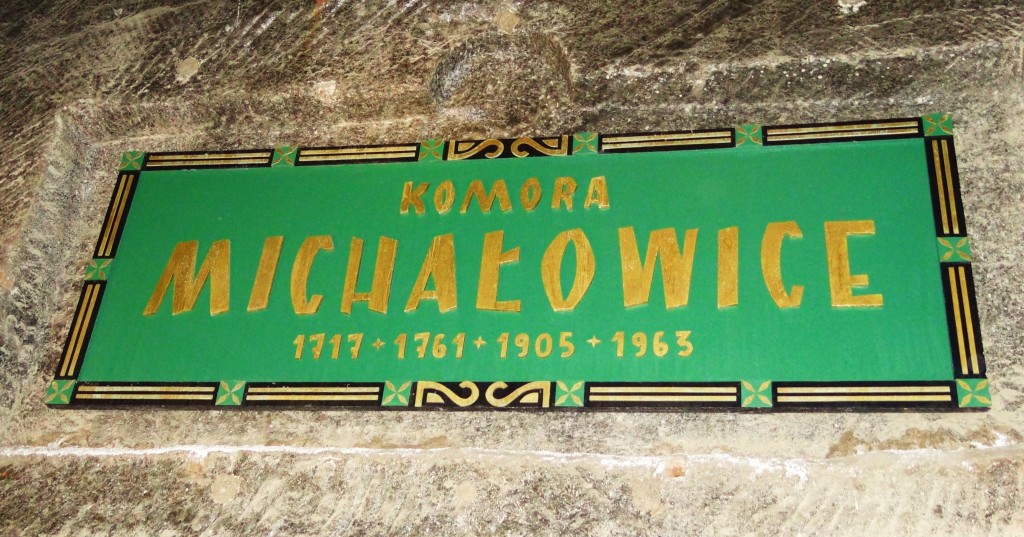 KOMORA
MICHAŁOWICE
1717 + 1761 + 1905 + 1963